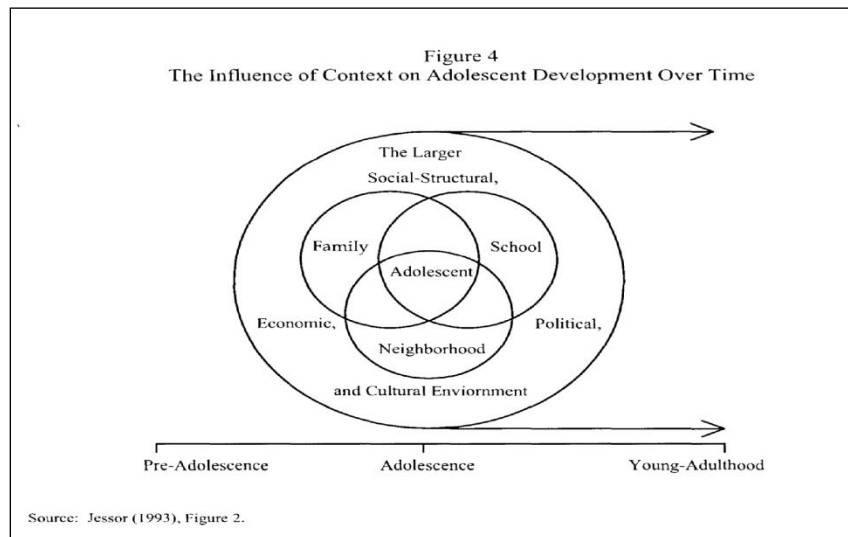 Figure 4
The Influence of Context on Adolescent Development Over Time
The Larger
Social-Structural,
Family
School
Adolescent
Economic,
Political,
Neighborhood
and Cultural Enviornment
Pre-Adolescence
Adolescence
Young-Adulthood
Source: Jessor (1993), Figure 2.